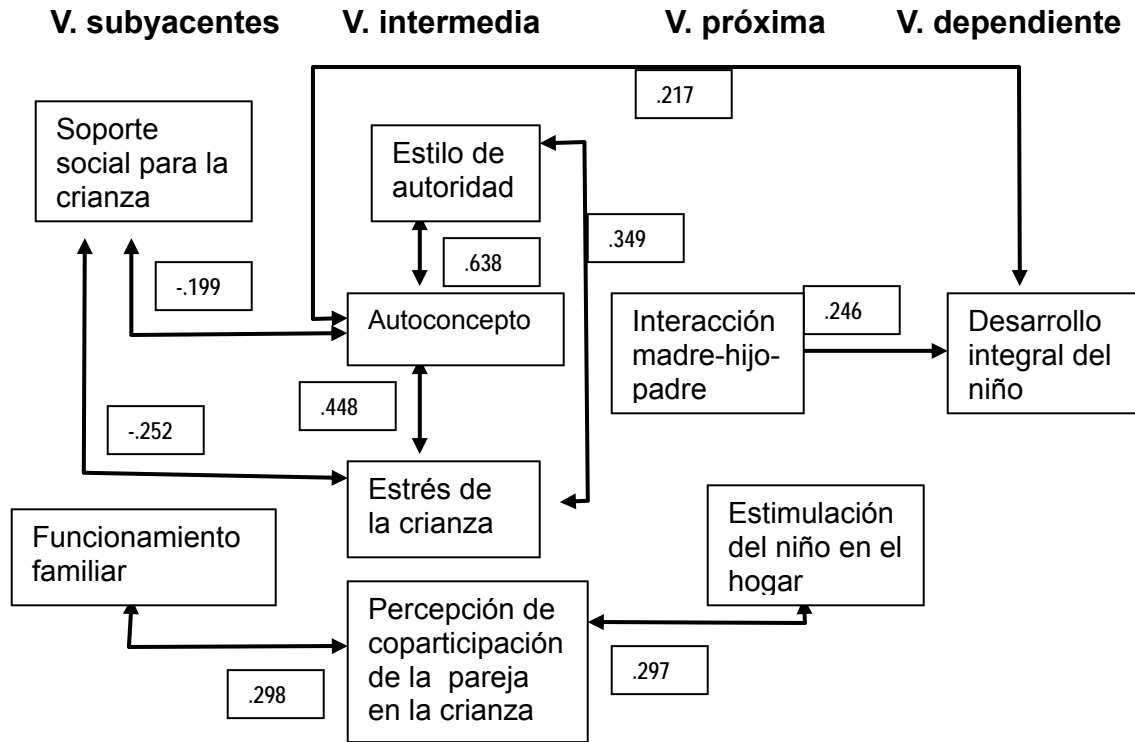 V. subyacentes
V. intermedia
V. próxima
V. dependiente
.217
Soporte
social para la
crianza
Estilo de
autoridad
.349
.638
-.199
Autoconcepto
Interacción
madre-hijo-
padre
.246
Desarrollo
integral del
niño
.448
-.252
Estrés de
la crianza
Funcionamiento
familiar
Estimulación
del niño en el
hogar
Percepción de
coparticipación
de la pareja
en la crianza
.298
.297